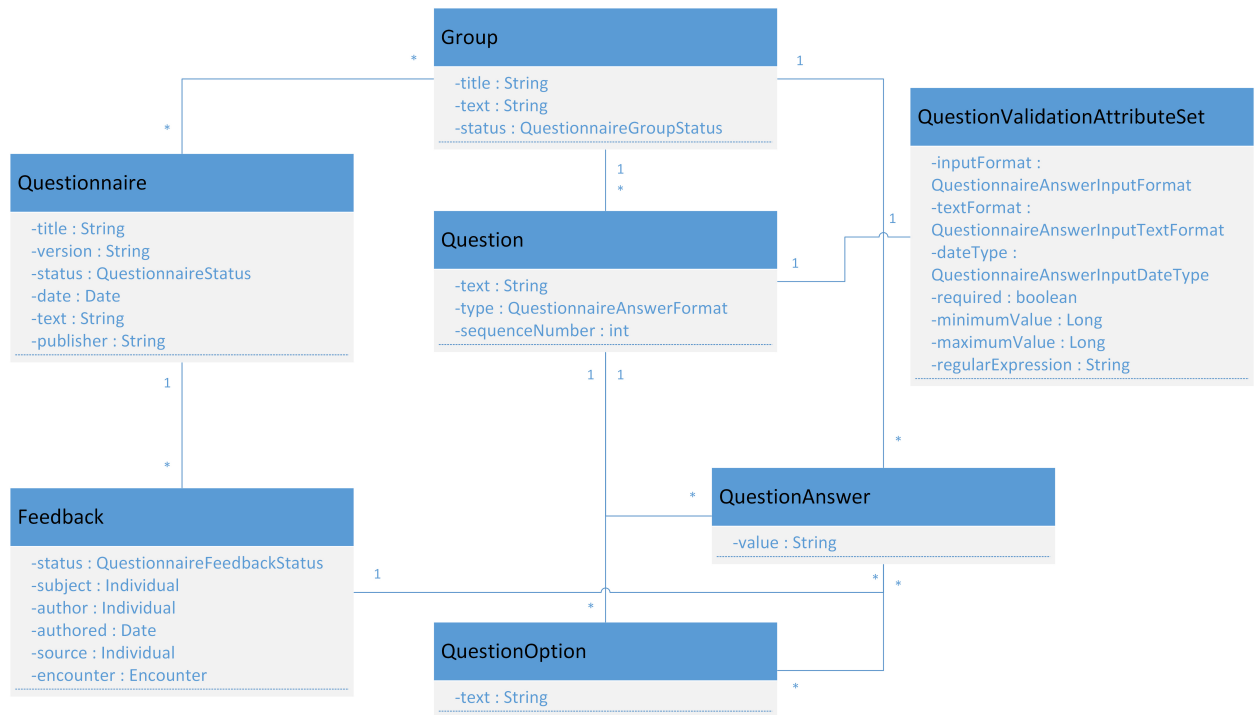 Group
-title : String
-text : String
-status : QuestionnaireGroupStatus
*
1
*
1
*
QuestionValidationAttributeSet
-inputFormat :
QuestionnaireAnswerInputFormat
-textFormat :
QuestionnaireAnswerInputTextFormat
-dateType :
QuestionnaireAnswerInputDateType
-required : boolean
-minimumValue : Long
-maximumValue : Long
-regularExpression : String
Questionnaire
-title : String
-version : String
-status : QuestionnaireStatus
-date : Date
-text : String
-publisher : String
Question
-text : String
-type : QuestionnaireAnswerFormat
-sequenceNumber : int
1
1
1
1
1
*
*
*
QuestionAnswer
-value : String
Feedback
-status : QuestionnaireFeedbackStatus
-subject : Individual
-author : Individual
-authored : Date
-source : Individual
-encounter : Encounter
1
*
*
*
QuestionOption
-text : String
*